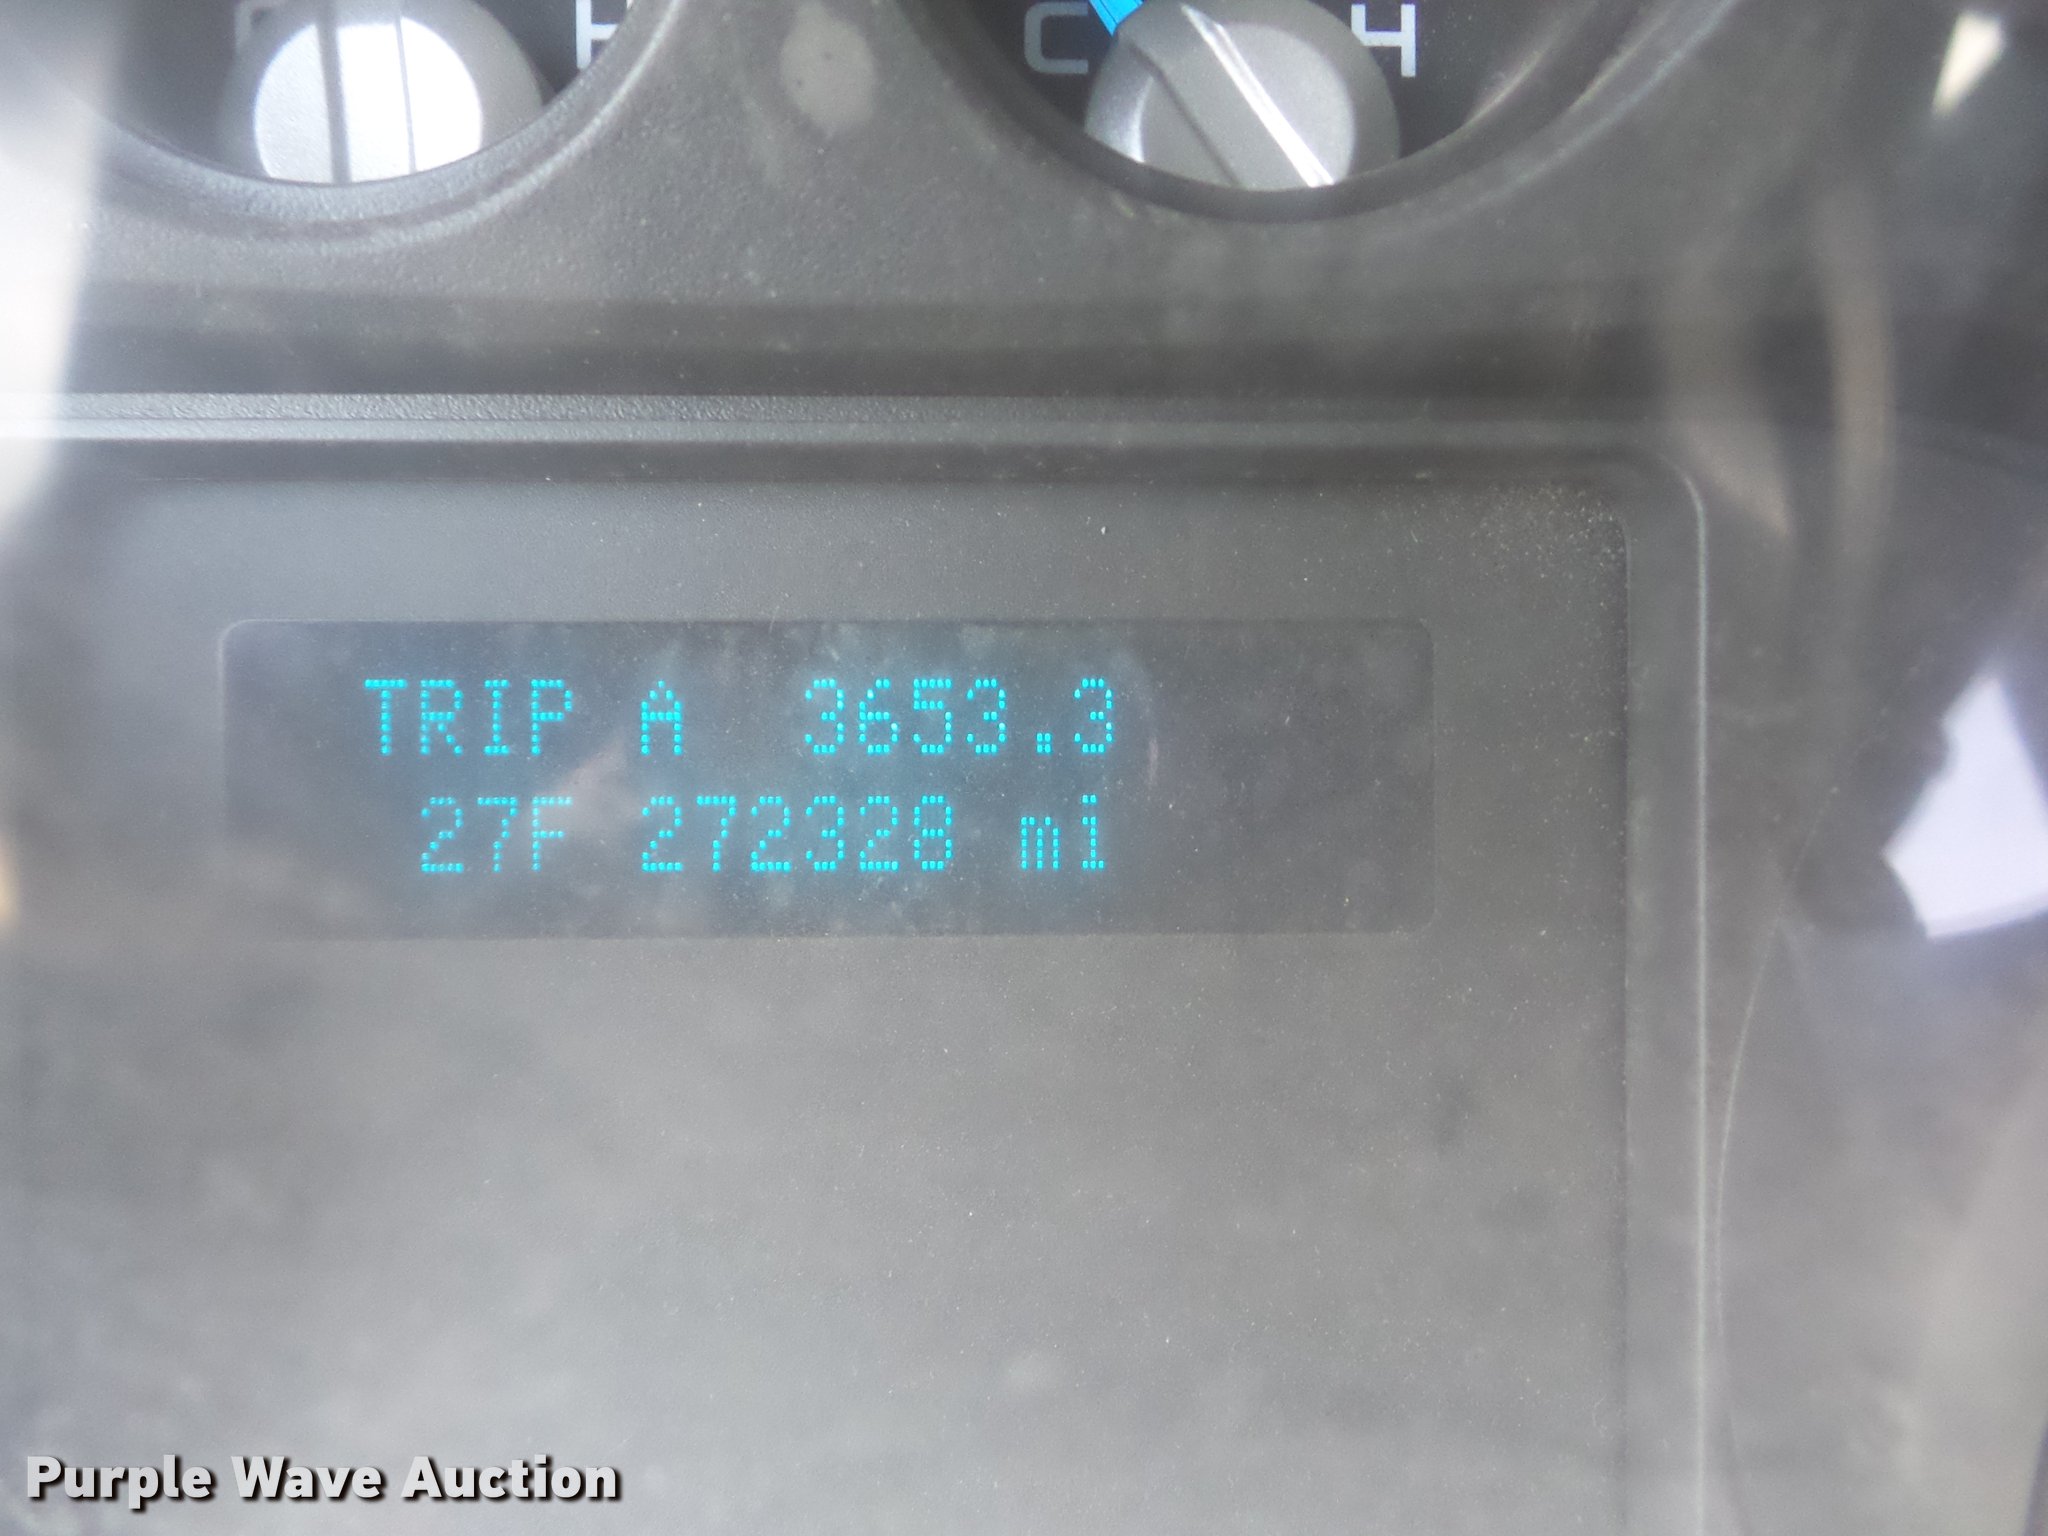 H
C H
TRIP A 3653.3
27F 272328 mi
Purple Wave Auction